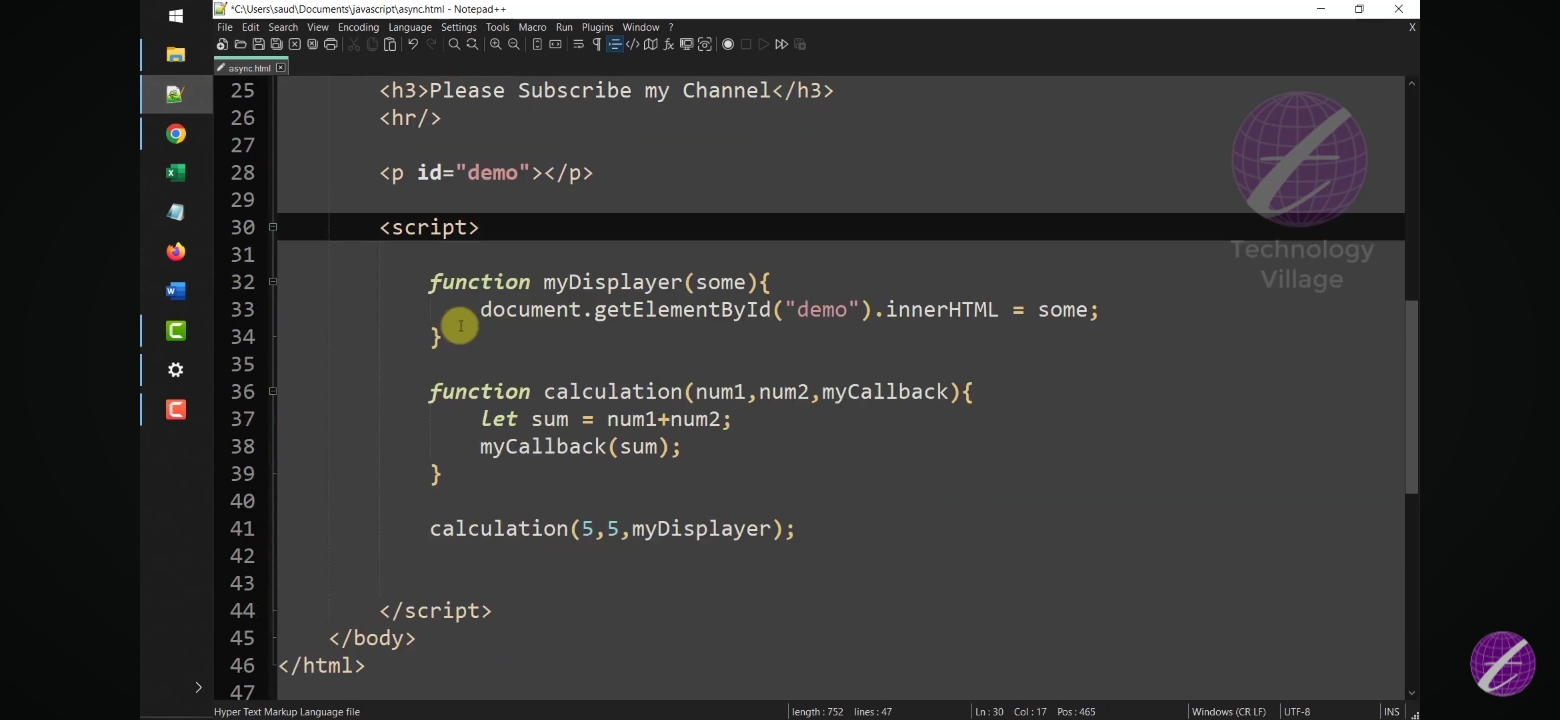 *C:\Users\saud\Documents\javascript\async.html - Notepad++
File Edit Search View Encoding Language Settings Tools Macro Run Plugins Window ? X
async.html
25 <h3>Please Subscribe my Channel</h3>
26 <hr/>
27
28 <p id="demo"></p>
29
30 <script>
31
32 function myDisplayer(some){
33 document.getElementById("demo").innerHTML = some;
34 }
35
36 function calculation(num1,num2,myCallback){
37 let sum = num1+num2;
38 myCallback(sum);
39 }
40
41 calculation(5,5,myDisplayer);
42
43
44 </script>
45 </body>
46 </html>
47
Technology
Village
Hyper Text Markup Language file length : 752 lines : 47 Ln : 30 Col : 17 Pos : 465 Windows (CR LF) UTF-8 INS